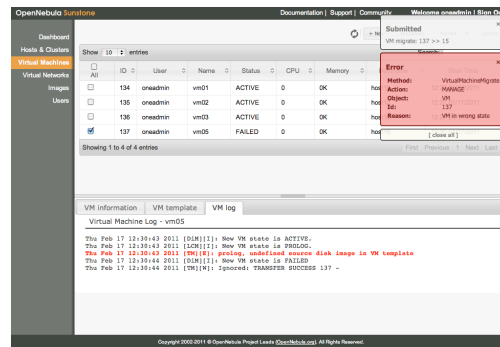 OpenNebula Sunstone
Documentation | Support | Community
Welcome oneadmin | Sign
Dashboard
Hosts & Clusters
Virtual Machines
Virtual Networks
Images
Users
Show 10 entries
All ID User Name Status CPU Memory
134 oneadmin vm01 ACTIVE 0 0K
135 oneadmin vm02 ACTIVE 0 0K
136 oneadmin vm03 ACTIVE 0 0K
137 oneadmin vm05 FAILED 0 0K
Showing 1 to 4 of 4 entries
First Previous 1 Next Last
Submitted
VM migrate: 137 >> 15
Error
Method: VirtualMachineMigrate
Action: MANAGE
Object: VM
Id: 137
Reason: VM in wrong state
[ close all ]
VM information VM template VM log
Virtual Machine Log - vm05
Thu Feb 17 12:30:43 2011 [DiM][I]: New VM state is ACTIVE.
Thu Feb 17 12:30:43 2011 [LCM][I]: New VM state is PROLOG.
Thu Feb 17 12:30:43 2011 [TM][E]: prolog, undefined source disk image in VM template
Thu Feb 17 12:30:44 2011 [DiM][I]: New VM state is FAILED
Thu Feb 17 12:30:44 2011 [TM][W]: Ignored: TRANSFER SUCCESS 137 -
Copyright 2002-2011 © OpenNebula Project Leads (OpenNebula.org). All Rights Reserved.